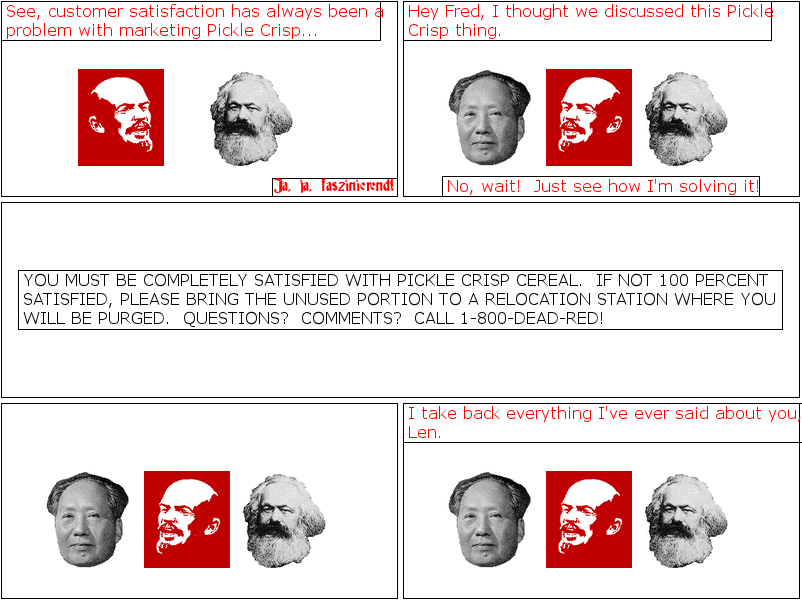 See, customer satisfaction has always been a
problem with marketing Pickle Crisp...
Ja, ja, faszinierend!
Hey Fred, I thought we discussed this Pickle
Crisp thing.
No, wait!  Just see how I'm solving it!
YOU MUST BE COMPLETELY SATISFIED WITH PICKLE CRISP CEREAL.  IF NOT 100 PERCENT
SATISFIED, PLEASE BRING THE UNUSED PORTION TO A RELOCATION STATION WHERE YOU
WILL BE PURGED.  QUESTIONS?  COMMENTS?  CALL 1-800-DEAD-RED!
I take back everything I've ever said about you,
Len.